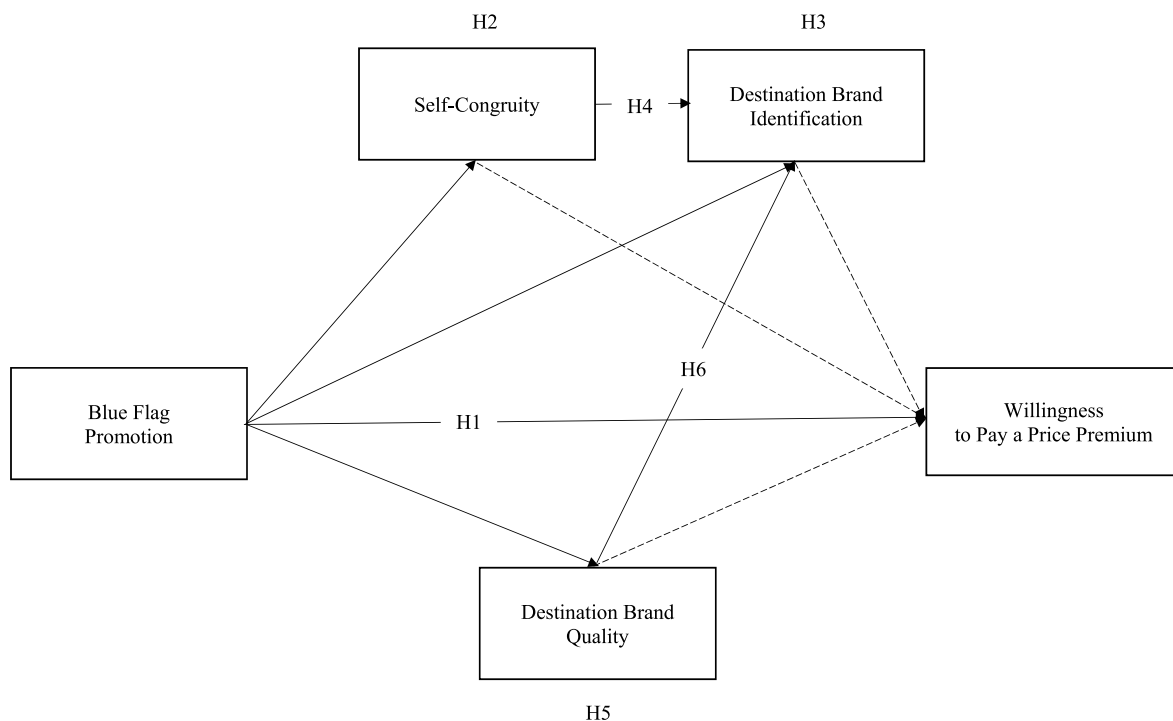 H2
H3
Self-Congruity
H4
Destination Brand
Identification
H6
Blue Flag
Promotion
H1
Willingness
to Pay a Price Premium
Destination Brand
Quality
H5